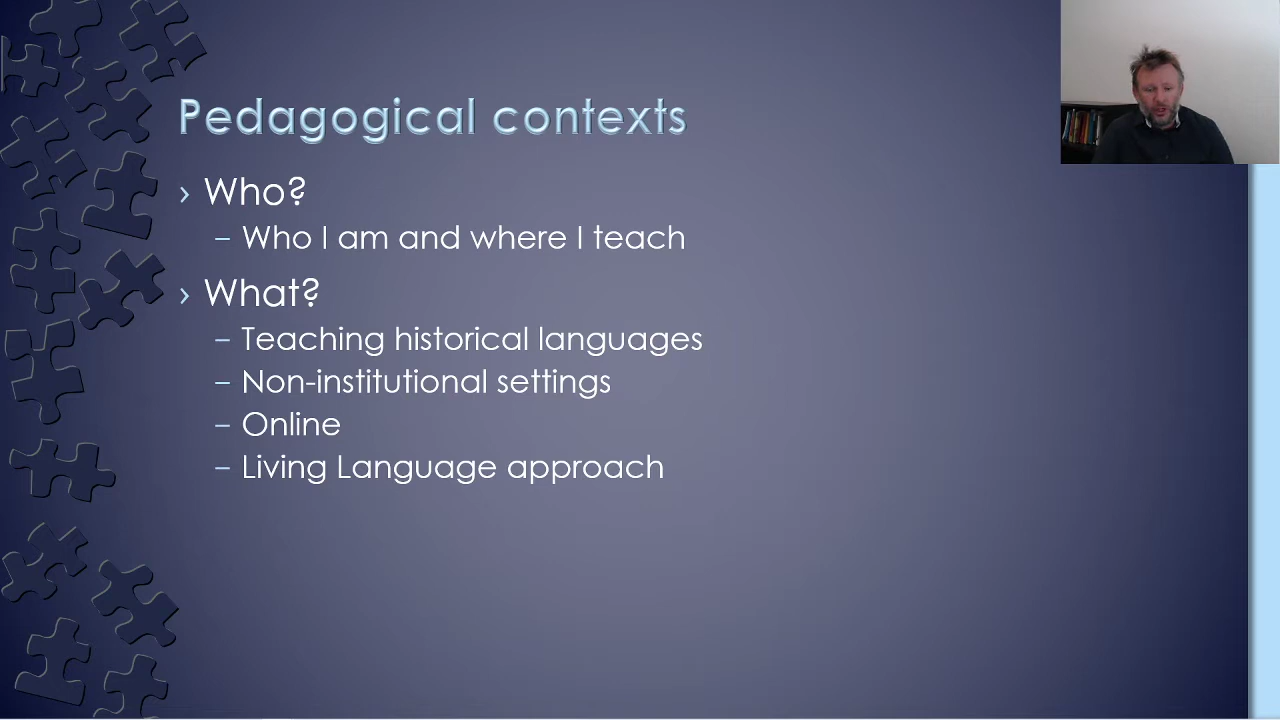 Pedagogical contexts
› Who?
– Who I am and where I teach
› What?
– Teaching historical languages
– Non-institutional settings
– Online
– Living Language approach